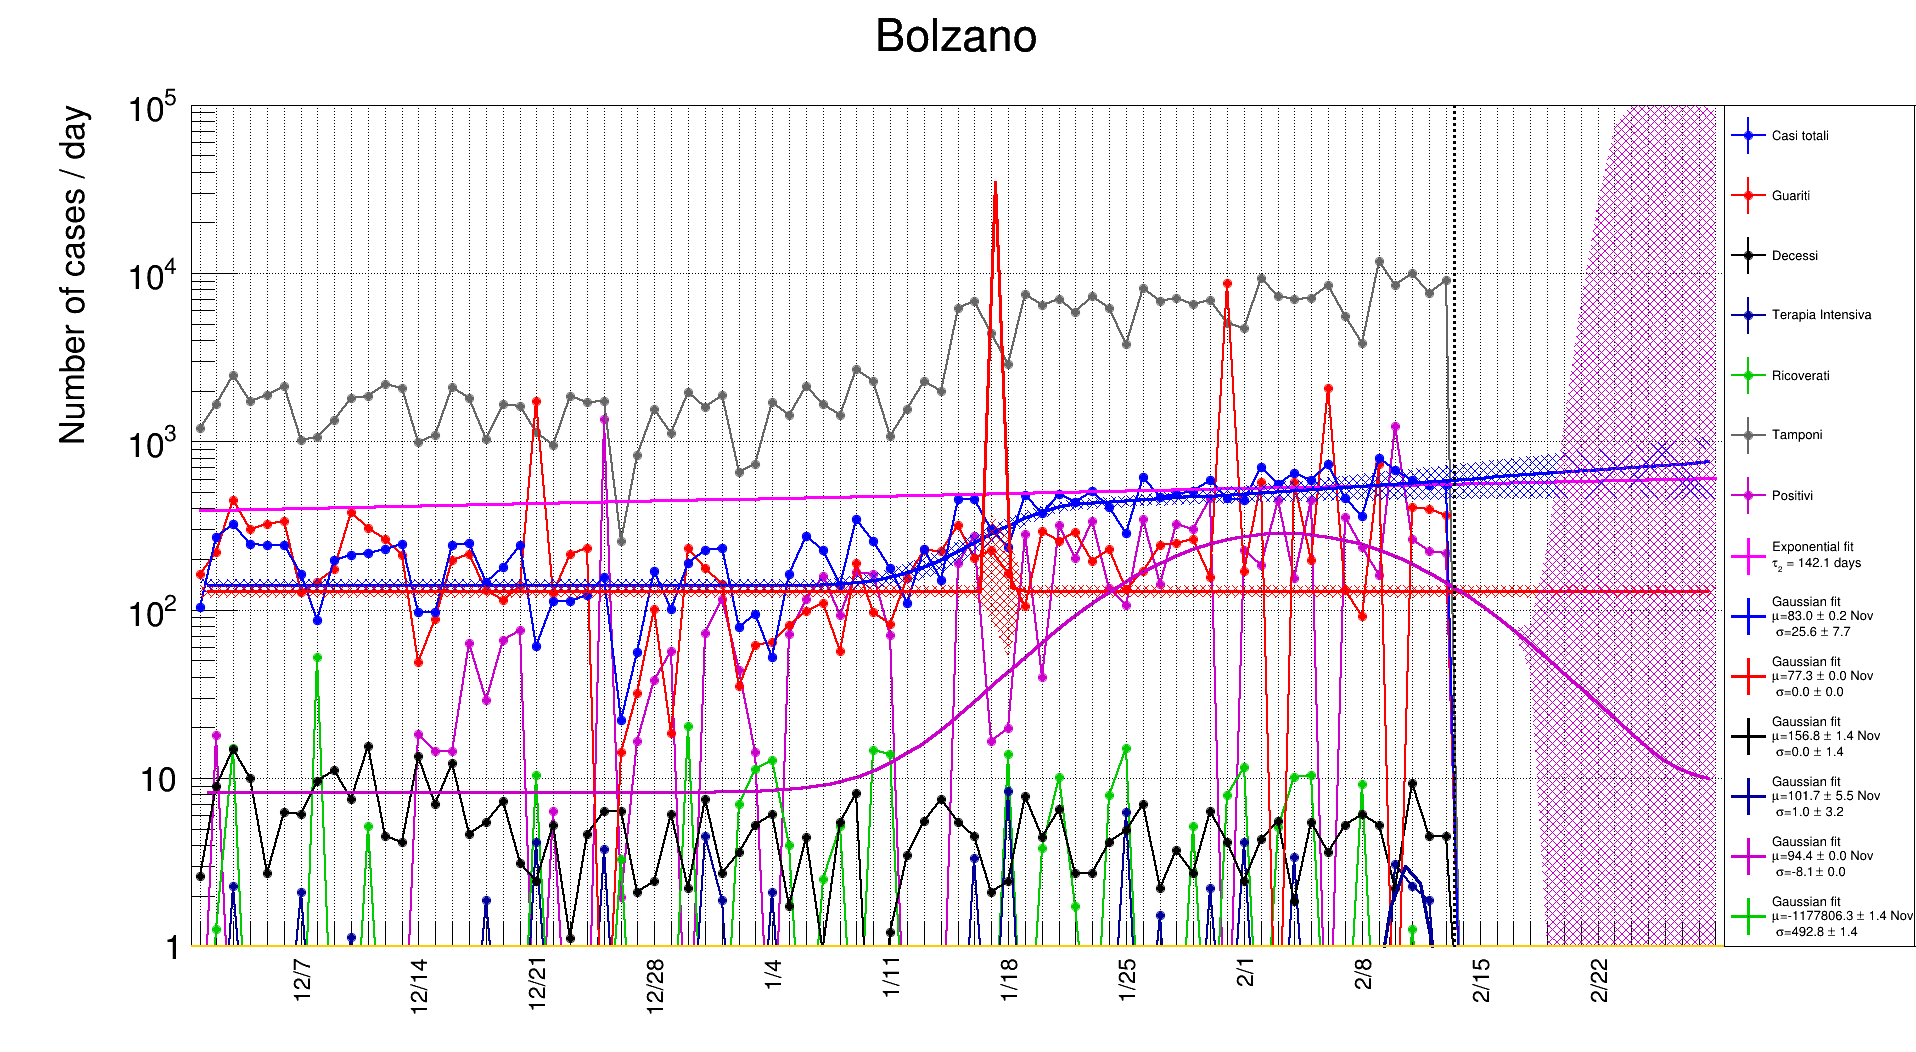 Bolzano
Number of cases / day
10^5
10^4
10^3
10^2
10
1
12/7
12/14
12/21
12/28
1/4
1/11
1/18
1/25
2/1
2/8
2/15
2/22
Casi totali
Guariti
Decessi
Terapia Intensiva
Ricoverati
Tamponi
Positivi
Exponential fit
τ₂ = 142.1 days
Gaussian fit
μ=83.0 ± 0.2 Nov
σ=25.6 ± 7.7
Gaussian fit
μ=77.3 ± 0.0 Nov
σ=0.0 ± 0.0
Gaussian fit
μ=156.8 ± 1.4 Nov
σ=0.0 ± 1.4
Gaussian fit
μ=101.7 ± 5.5 Nov
σ=1.0 ± 3.2
Gaussian fit
μ=94.4 ± 0.0 Nov
σ=-8.1 ± 0.0
Gaussian fit
μ=-1177806.3 ± 1.4 Nov
σ=492.8 ± 1.4